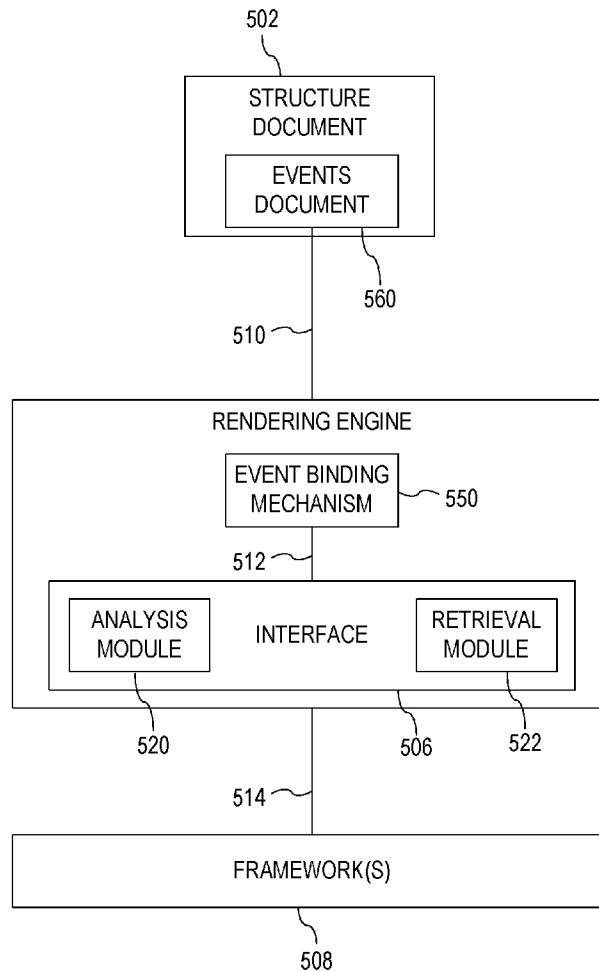 502
STRUCTURE
DOCUMENT
EVENTS
DOCUMENT
560
510
RENDERING ENGINE
EVENT BINDING
MECHANISM
550
512
ANALYSIS
MODULE
INTERFACE
RETRIEVAL
MODULE
520
506
522
514
FRAMEWORK(S)
508